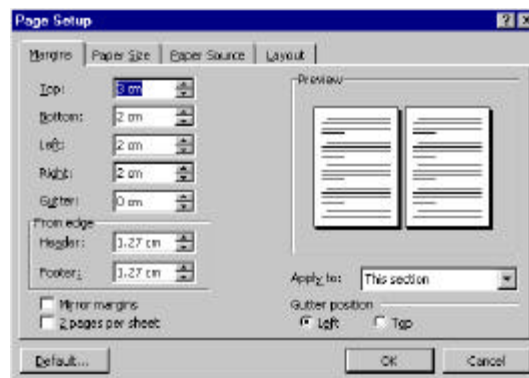 Page Setup
Margins Paper Size Paper Source Layout
Top: 3 cm
Bottom: 2 cm
Left: 2 cm
Right: 2 cm
Gutter: 0 cm
From edge
Header: 1.27 cm
Footer: 1.27 cm
Mirror margins
2 pages per sheet
Preview
Apply to: This section
Gutter position
Left Top
Default... OK Cancel